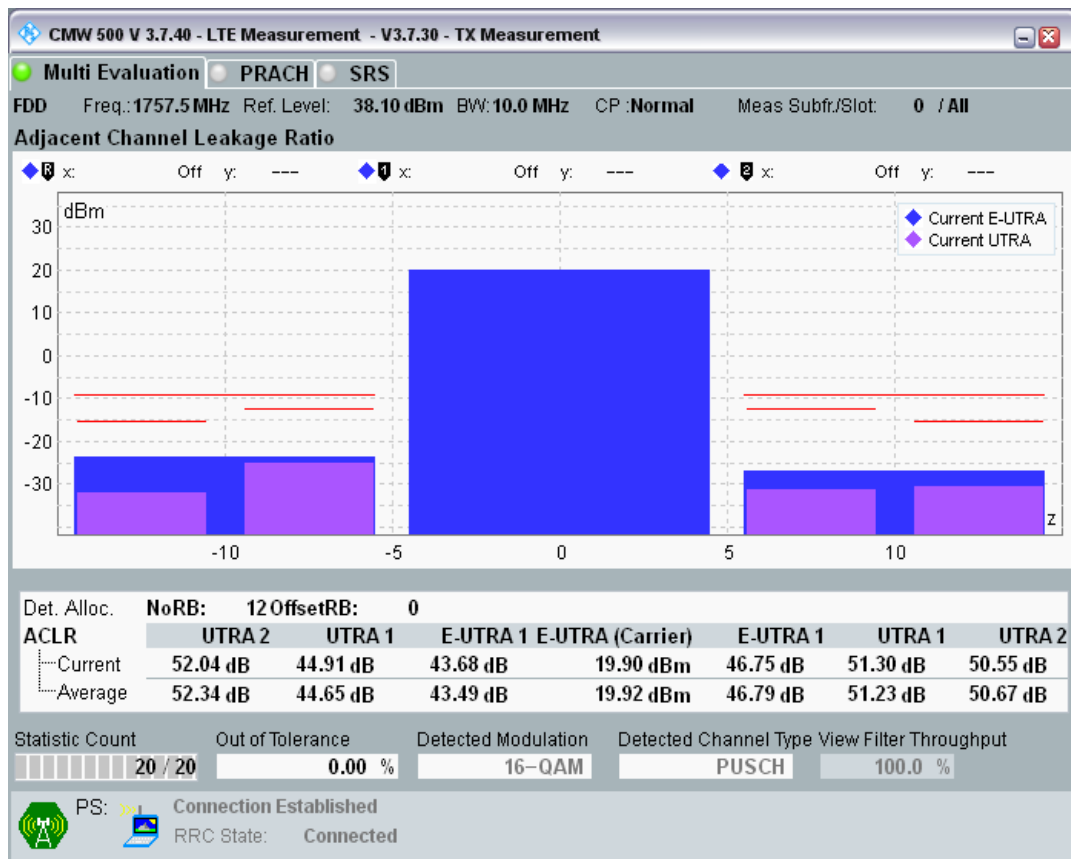 CMW 500 V 3.7.40 - LTE Measurement - V3.7.30 - TX Measurement
Multi Evaluation PRACH SRS
FDD Freq.:1757.5 MHz Ref. Level: 38.10 dBm BW:10.0 MHz CP :Normal Meas Subfr./Slot: 0 / All
Adjacent Channel Leakage Ratio
R x: Off y: --- 1 x: Off y: --- 2 x: Off y: ---
dBm
Current E-UTRA
Current UTRA
30
20
10
0
-10
-20
-30
z
-10 -5 0 5 10
Det. Alloc. NoRB: 12 OffsetRB: 0
ACLR UTRA 2 UTRA 1 E-UTRA 1 E-UTRA (Carrier) E-UTRA 1 UTRA 1 UTRA 2
Current 52.04 dB 44.91 dB 43.68 dB 19.90 dBm 46.75 dB 51.30 dB 50.55 dB
Average 52.34 dB 44.65 dB 43.49 dB 19.92 dBm 46.79 dB 51.23 dB 50.67 dB
Statistic Count Out of Tolerance Detected Modulation Detected Channel Type View Filter Throughput
20 / 20 0.00 % 16-QAM PUSCH 100.0 %
PS: Connection Established
RRC State: Connected